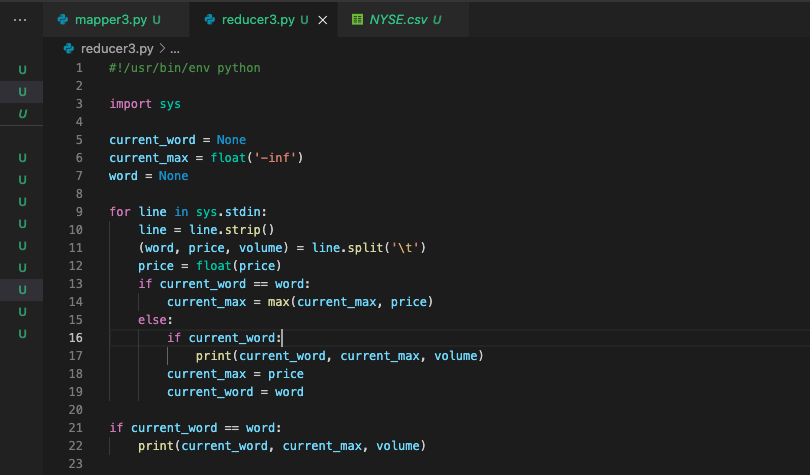 ... mapper3.py U reducer3.py U × NYSE.csv U
reducer3.py > ...
U
U
U
U
U
U
U
U
U
U
U
U
1 #!/usr/bin/env python
2
3 import sys
4
5 current_word = None
6 current_max = float('-inf')
7 word = None
8
9 for line in sys.stdin:
10     line = line.strip()
11     (word, price, volume) = line.split('\t')
12     price = float(price)
13     if current_word == word:
14         current_max = max(current_max, price)
15     else:
16         if current_word:
17             print(current_word, current_max, volume)
18         current_max = price
19         current_word = word
20
21 if current_word == word:
22     print(current_word, current_max, volume)
23